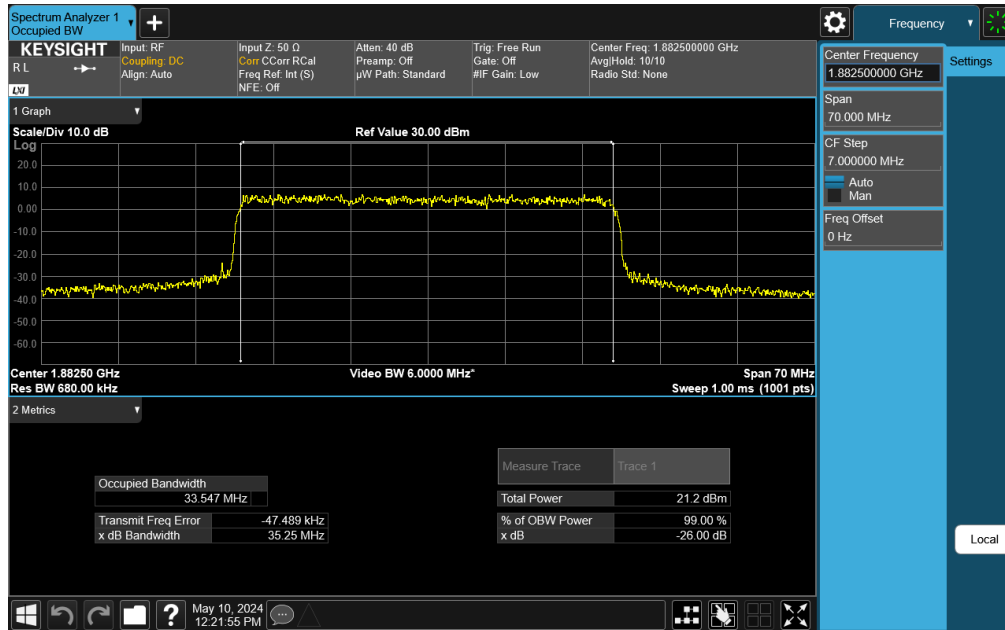 Spectrum Analyzer 1
Occupied BW
Frequency
KEYSIGHT
R L
LXI
Input: RF
Coupling: DC
Align: Auto
Input Z: 50 Ω
Corr CCorr RCal
Freq Ref: Int (S)
NFE: Off
Atten: 40 dB
Preamp: Off
µW Path: Standard
Trig: Free Run
Gate: Off
#IF Gain: Low
Center Freq: 1.882500000 GHz
Avg|Hold: 10/10
Radio Std: None
Center Frequency
1.882500000 GHz
Settings
Span
70.000 MHz
CF Step
7.000000 MHz
Auto
Man
Freq Offset
0 Hz
Local
1 Graph
Scale/Div 10.0 dB
Ref Value 30.00 dBm
Log
20.0
10.0
0.00
-10.0
-20.0
-30.0
-40.0
-50.0
-60.0
Center 1.88250 GHz
Video BW 6.0000 MHz*
Span 70 MHz
Res BW 680.00 kHz
Sweep 1.00 ms (1001 pts)
2 Metrics
Measure Trace
Trace 1
Occupied Bandwidth
33.547 MHz
Total Power
21.2 dBm
Transmit Freq Error
-47.489 kHz
% of OBW Power
99.00 %
x dB Bandwidth
35.25 MHz
x dB
-26.00 dB
?
May 10, 2024
12:21:55 PM